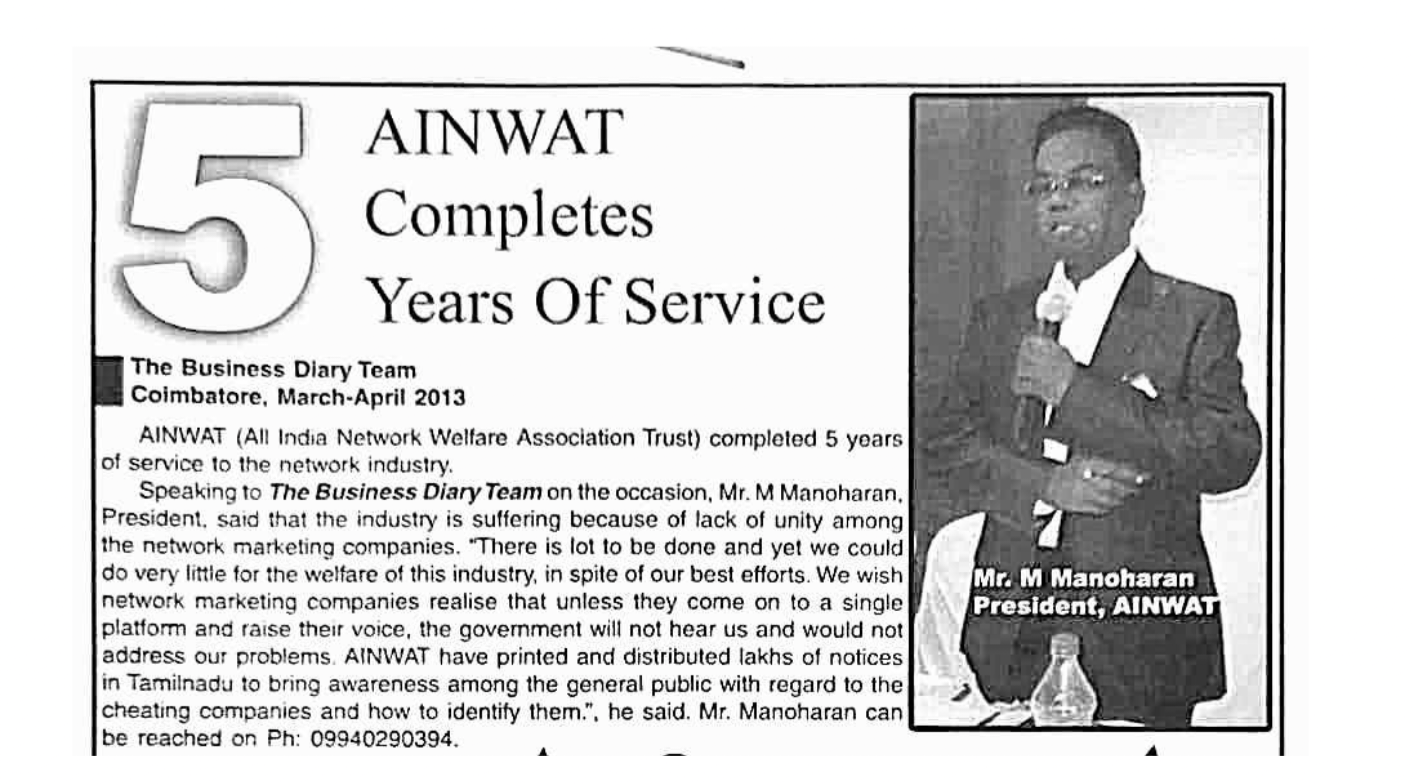 5
AINWAT
Completes
Years Of Service
The Business Diary Team
Coimbatore, March-April 2013
AINWAT (All India Network Welfare Association Trust) completed 5 years
of service to the network industry.
Speaking to The Business Diary Team on the occasion, Mr. M Manoharan,
President, said that the industry is suffering because of lack of unity among
the network marketing companies. "There is lot to be done and yet we could
do very little for the welfare of this industry, in spite of our best efforts. We wish
network marketing companies realise that unless they come on to a single
platform and raise their voice, the government will not hear us and would not
address our problems. AINWAT have printed and distributed lakhs of notices
in Tamilnadu to bring awareness among the general public with regard to the
cheating companies and how to identify them.", he said. Mr. Manoharan can
be reached on Ph: 09940290394.
Mr. M Manoharan
President, AINWAT